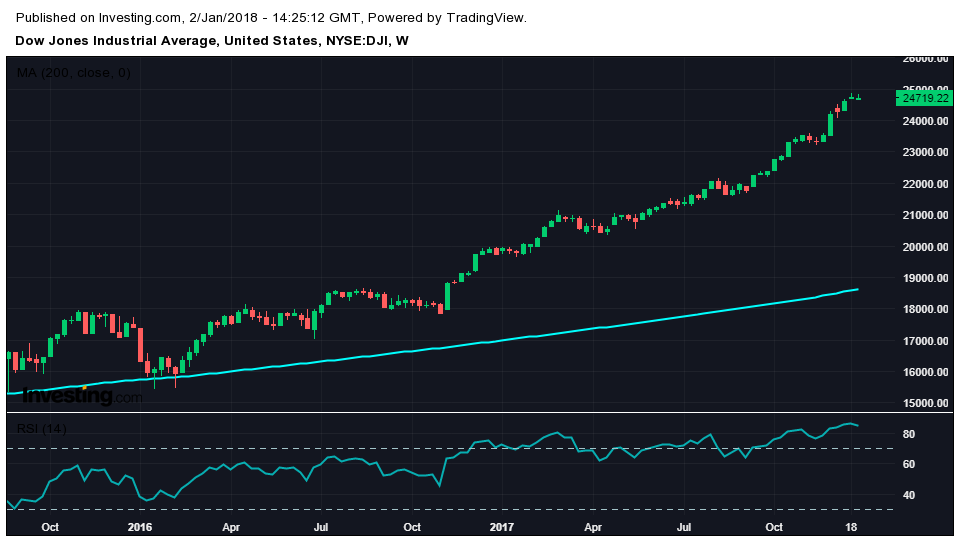 Published on Investing.com, 2/Jan/2018 - 14:25:12 GMT, Powered by TradingView.
Dow Jones Industrial Average, United States, NYSE:DJI, W
MA (200, close, 0)
26000.00
25000.00
24719.22
24000.00
23000.00
22000.00
21000.00
20000.00
19000.00
18000.00
17000.00
16000.00
15000.00
Investing.com
RSI (14)
80
60
40
Oct 2016 Apr Jul Oct 2017 Apr Jul Oct 18